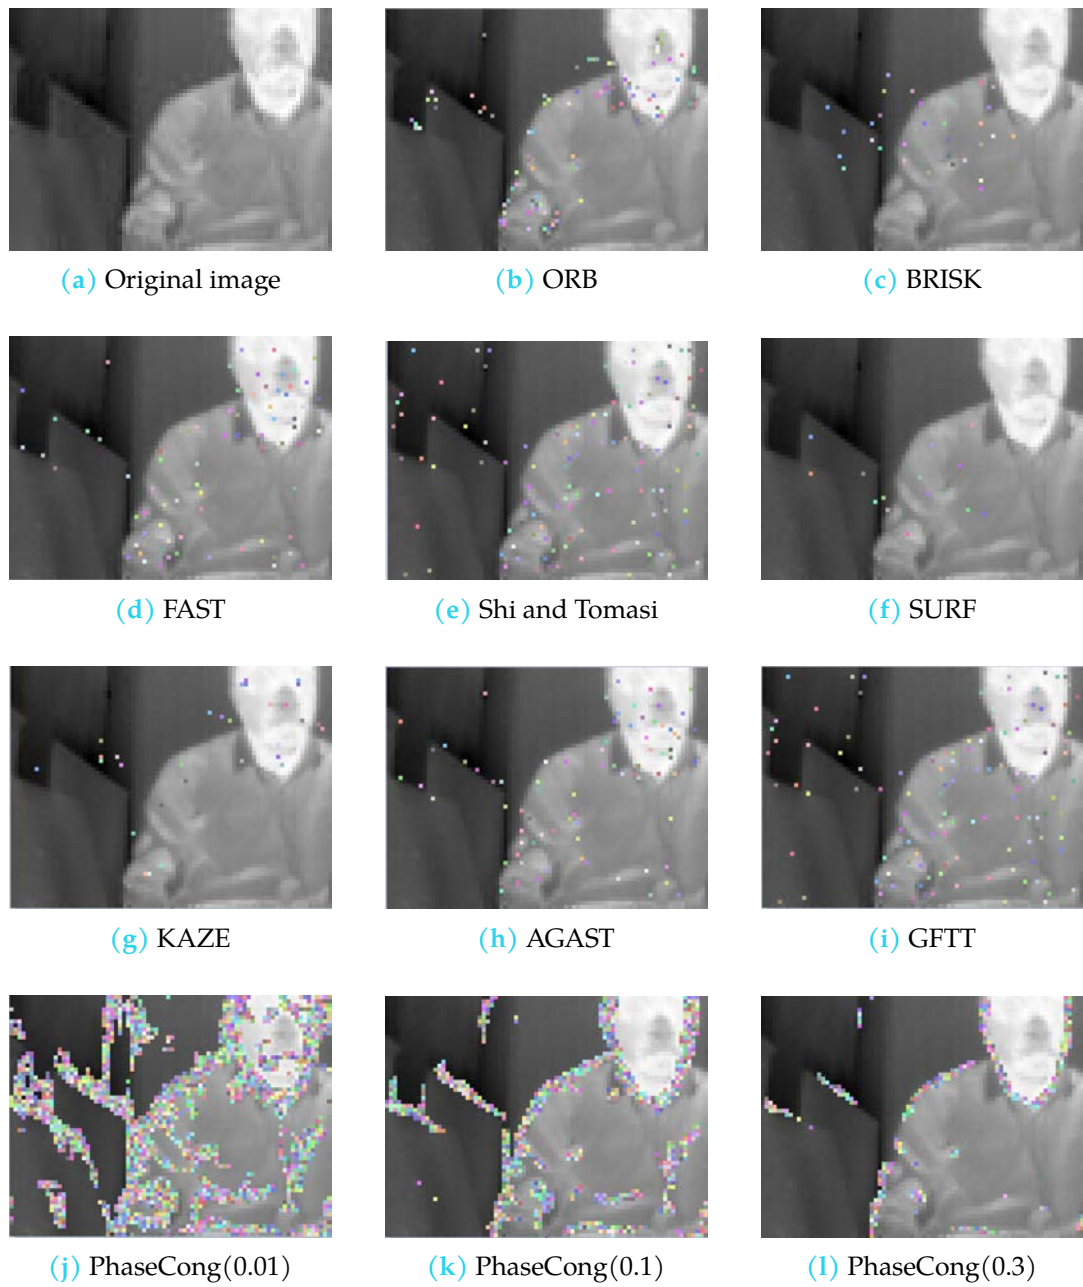 (a) Original image
(b) ORB
(c) BRISK
(d) FAST
(e) Shi and Tomasi
(f) SURF
(g) KAZE
(h) AGAST
(i) GFTT
(j) PhaseCong(0.01)
(k) PhaseCong(0.1)
(l) PhaseCong(0.3)